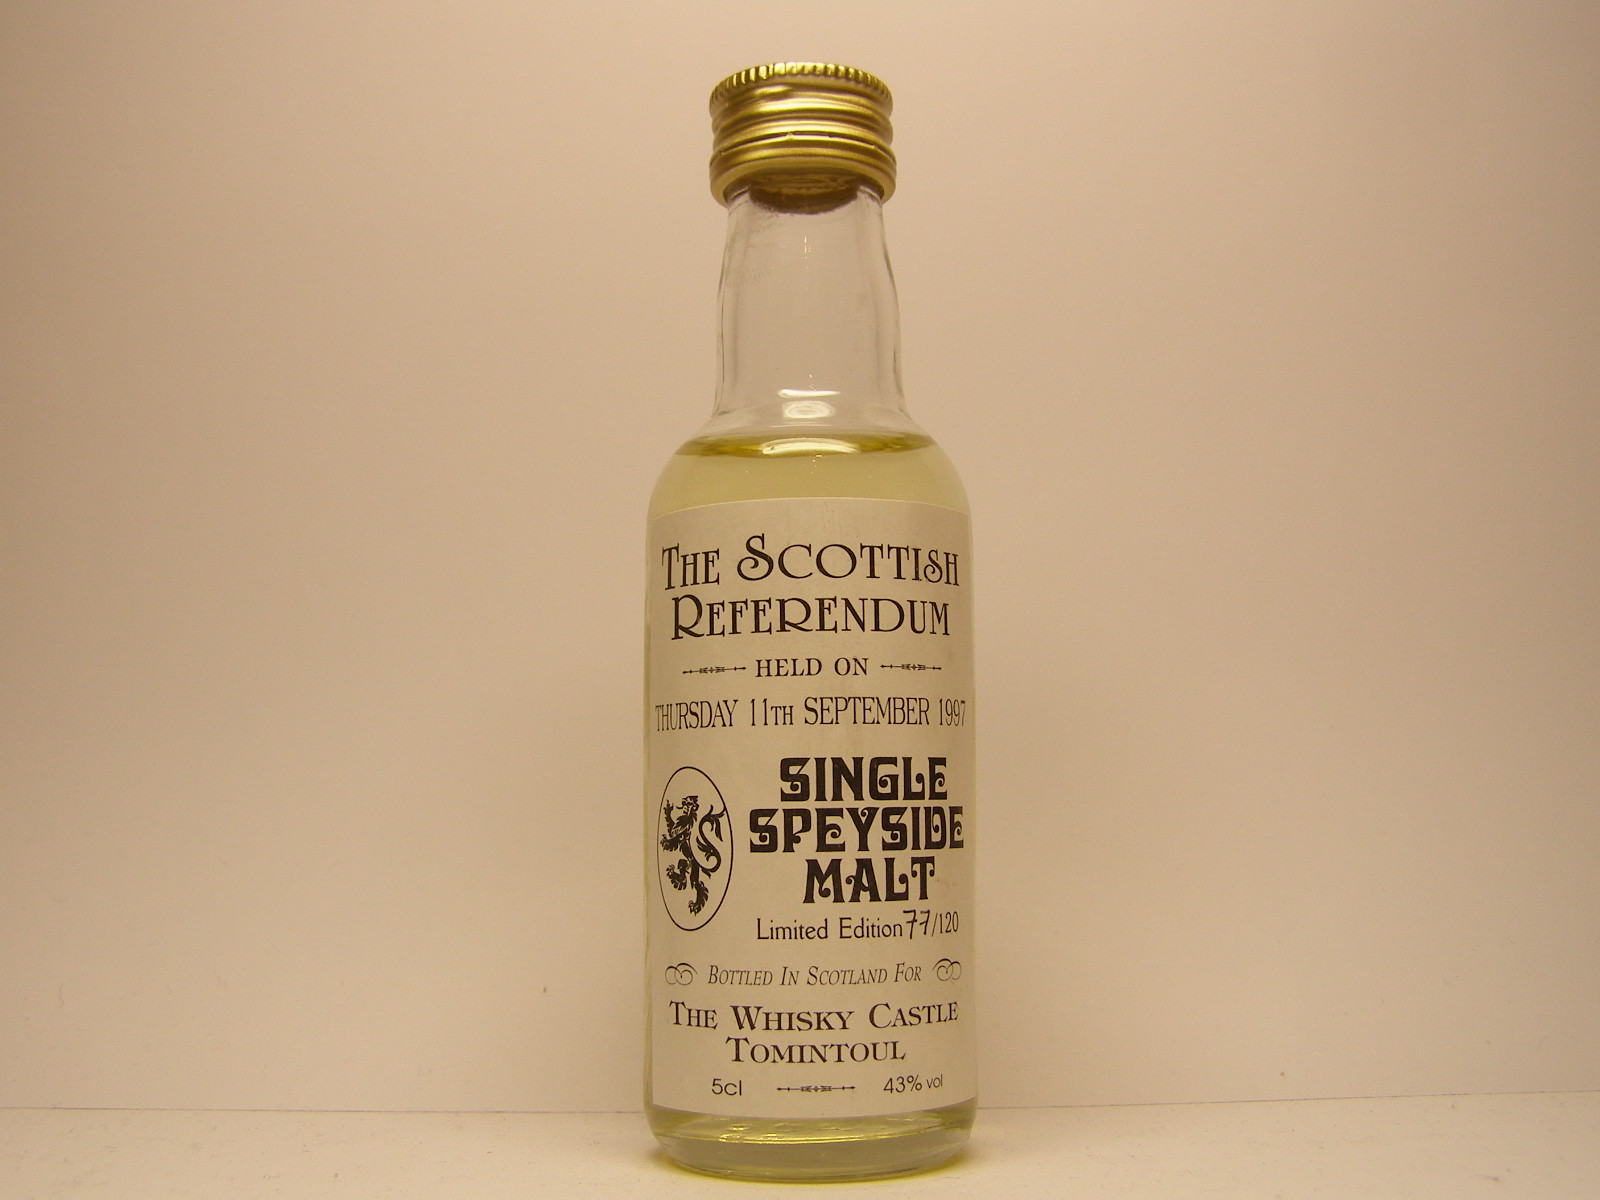 The Scottish
Referendum
HELD ON
THURSDAY 11TH SEPTEMBER 1997
SINGLE
SPEYSIDE
MALT
Limited Edition 77/120
Bottled In Scotland For
The Whisky Castle
Tomintoul
5cl 43% vol